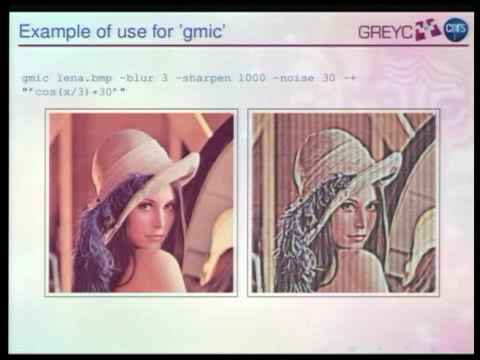 Example of use for 'gmic'
GREYC
cnrs
gmic lena.bmp -blur 3 -sharpen 1000 -noise 30 -+
"'cos(x/3)*30'"